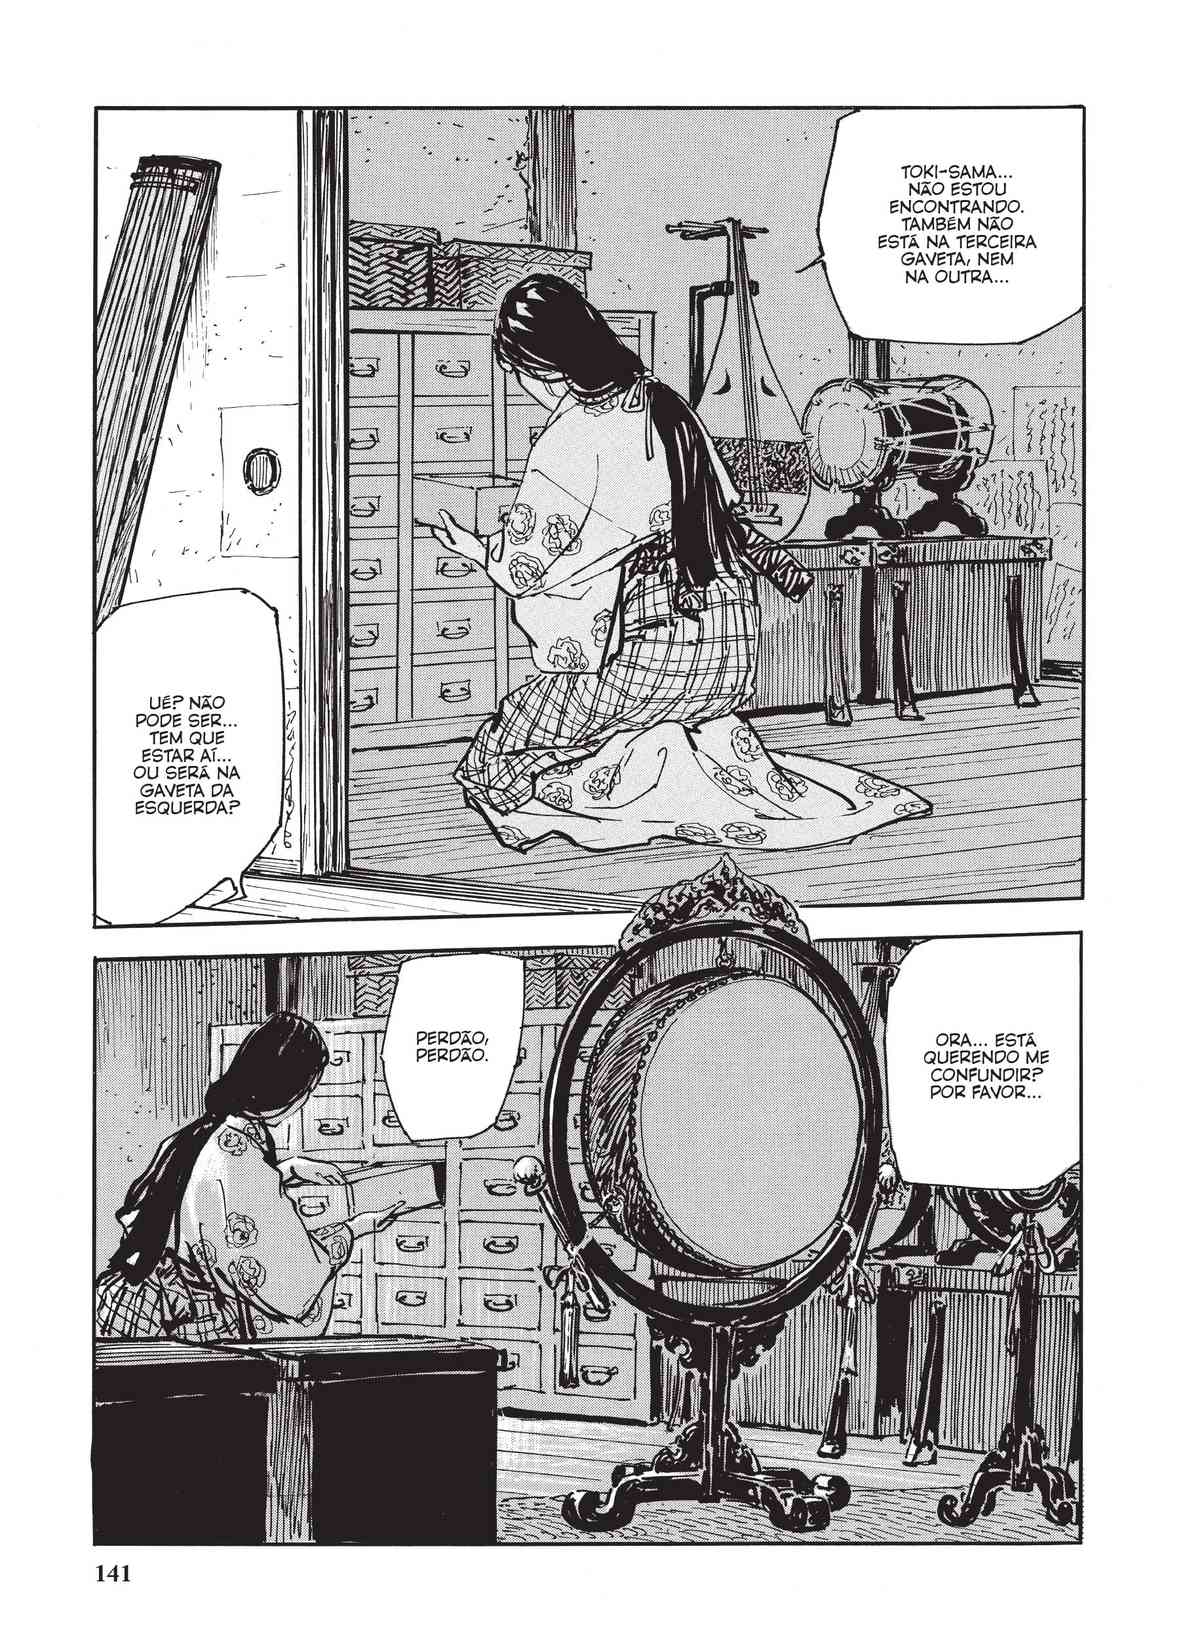 TOKI-SAMA...
NÃO ESTOU
ENCONTRANDO.
TAMBÉM NÃO
ESTÁ NA TERCEIRA
GAVETA, NEM
NA OUTRA...
UÉ? NÃO
PODE SER...
TEM QUE
ESTAR AÍ...
OU SERÁ NA
GAVETA DA
ESQUERDA?
ORA... ESTÁ
QUERENDO ME
CONFUNDIR?
POR FAVOR...
PERDÃO,
PERDÃO.
141